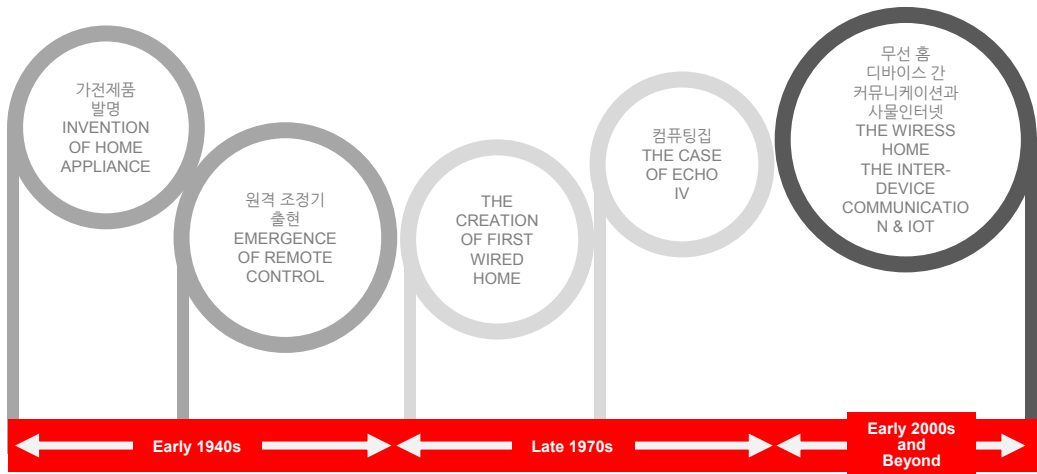 가전제품
발명
INVENTION
OF HOME
APPLIANCE
원격 조정기
출현
EMERGENCE
OF REMOTE
CONTROL
THE
CREATION
OF FIRST
WIRED
HOME
컴퓨팅집
THE CASE
OF ECHO
IV
무선 홈
디바이스 간
커뮤니케이션과
사물인터넷
THE WIRESS
HOME
THE INTER-
DEVICE
COMMUNICATIO
N & IOT
Early 1940s
Late 1970s
Early 2000s
and
Beyond